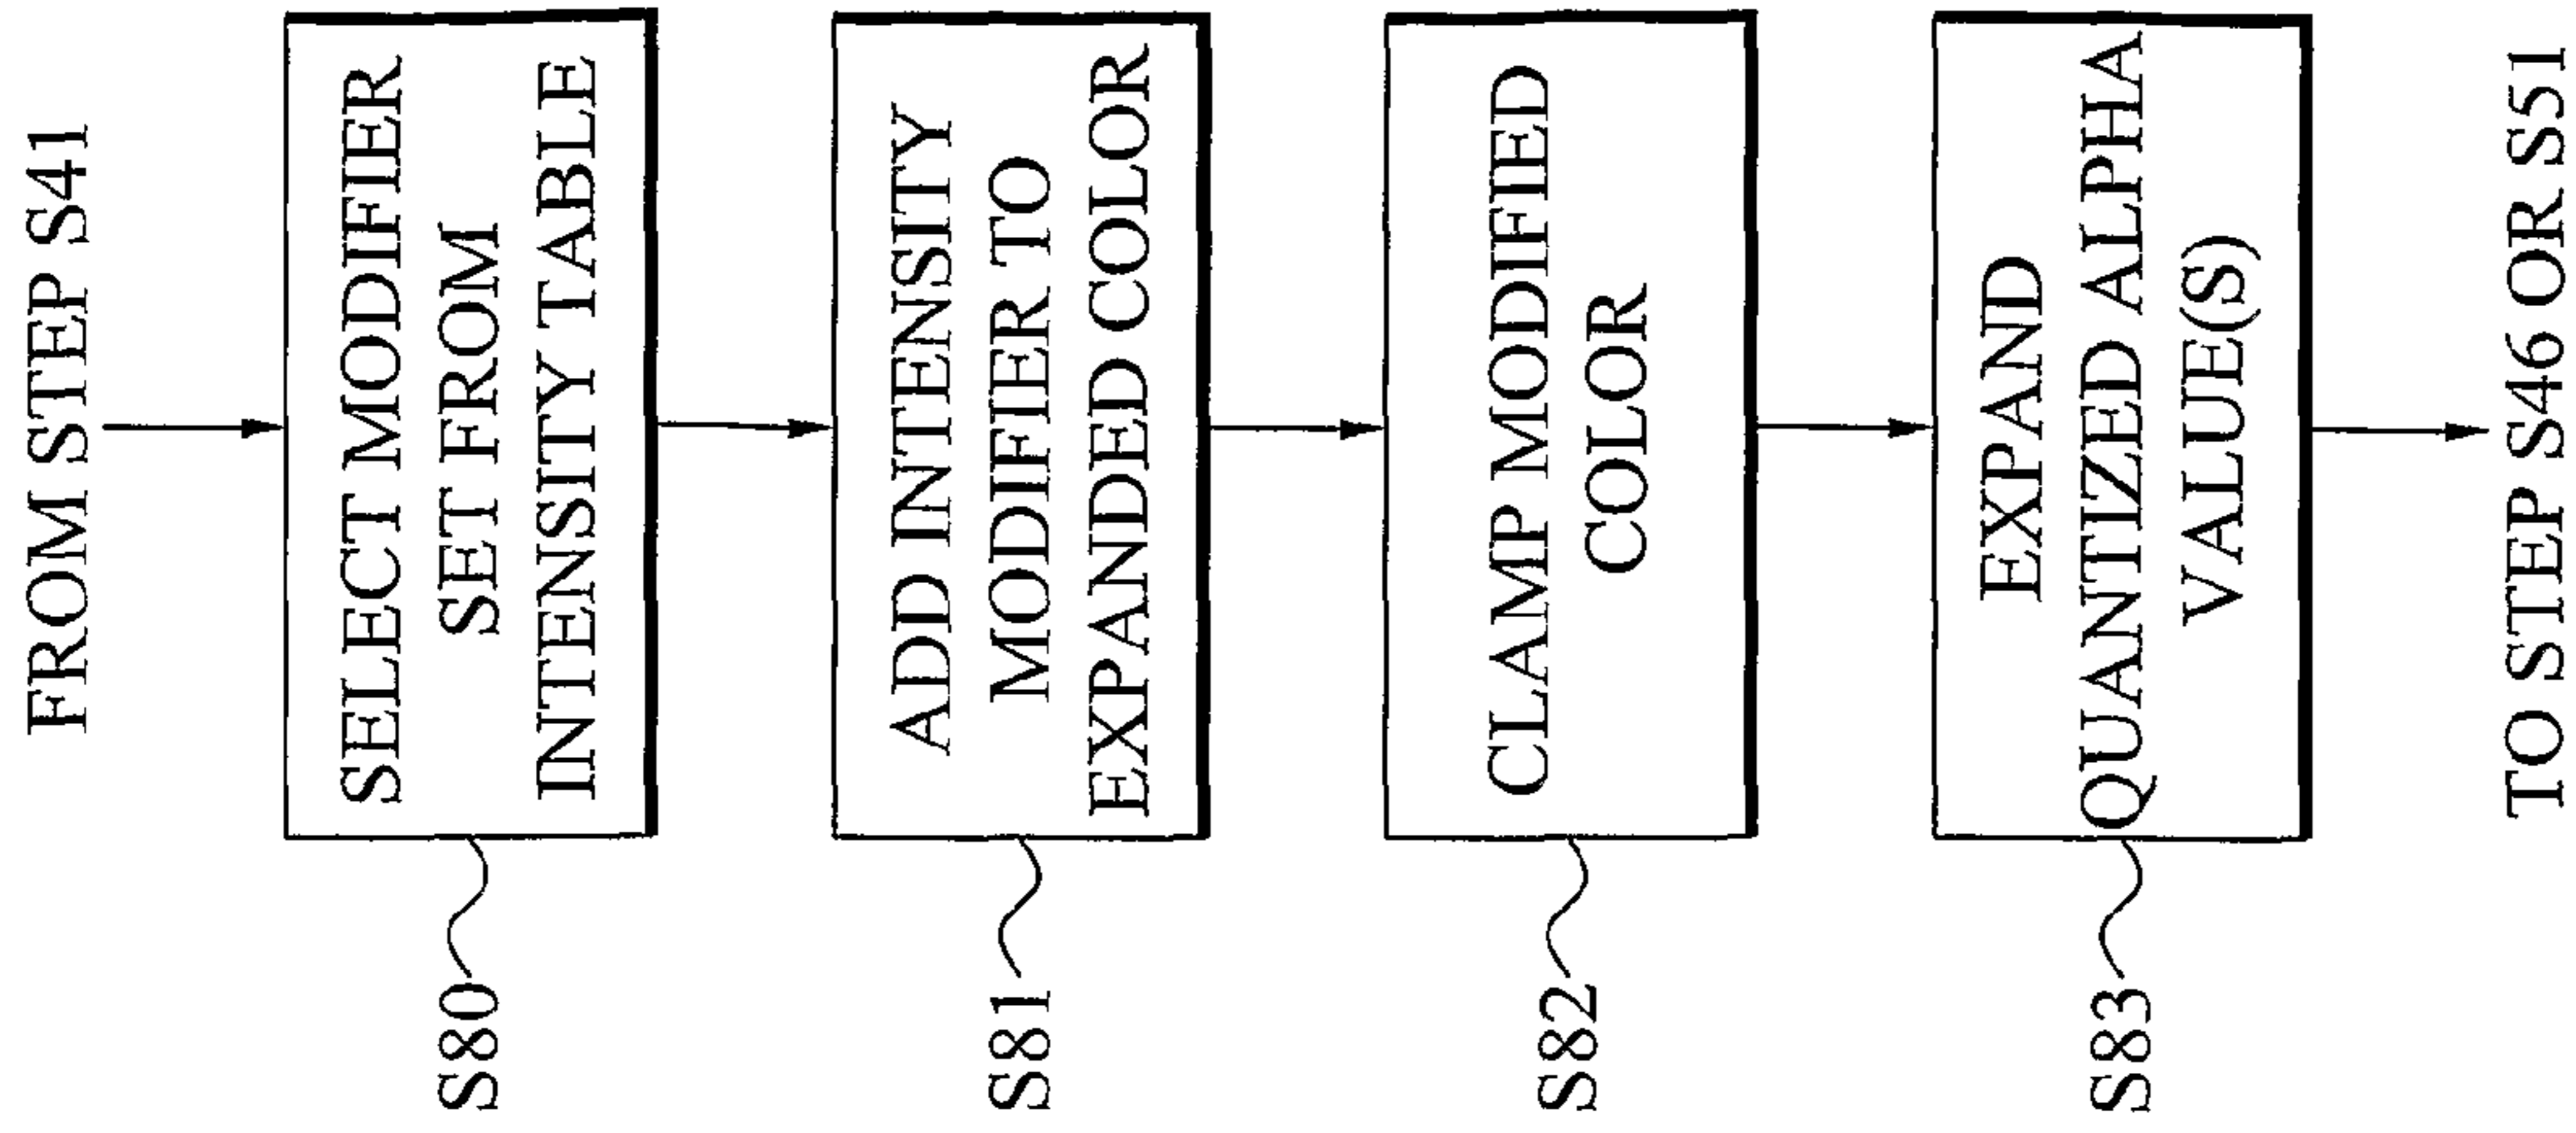 FROM STEP S41
S80
SELECT MODIFIER
SET FROM
INTENSITY TABLE
S81
ADD INTENSITY
MODIFIER TO
EXPANDED COLOR
S82
CLAMP MODIFIED
COLOR
S83
EXPAND
QUANTIZED ALPHA
VALUE(S)
TO STEP S46 OR S51